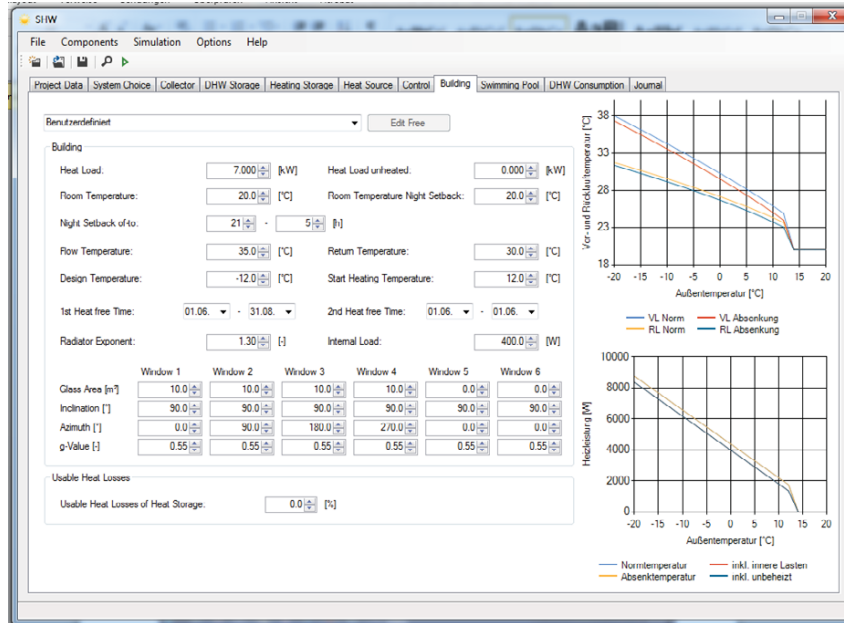 SHW
File Components Simulation Options Help
Project Data System Choice Collector DHW Storage Heating Storage Heat Source Control Building Swimming Pool DHW Consumption Journal
Benutzerdefiniert Edit Free
Building
Heat Load: 7.000 [kW] Heat Load unheated: 0.000 [kW]
Room Temperature: 20.0 [°C] Room Temperature Night Setback: 20.0 [°C]
Night Setback of-to: 21 - 5 [h]
Flow Temperature: 35.0 [°C] Return Temperature: 30.0 [°C]
Design Temperature: -12.0 [°C] Start Heating Temperature: 12.0 [°C]
1st Heat free Time: 01.06. - 31.08. 2nd Heat free Time: 01.06. - 01.06.
Radiator Exponent: 1.30 [-] Internal Load: 400.0 [W]
Window 1 Window 2 Window 3 Window 4 Window 5 Window 6
Glass Area [m²] 10.0 10.0 10.0 10.0 0.0 0.0
Inclination [°] 90.0 90.0 90.0 90.0 90.0 90.0
Azimuth [°] 0.0 90.0 180.0 270.0 0.0 0.0
g-Value [-] 0.55 0.55 0.55 0.55 0.55 0.55
Usable Heat Losses
Usable Heat Losses of Heat Storage: 0.0 [%]
Vor- und Rücklauftemperatur [°C]
38
33
28
23
18
-20 -15 -10 -5 0 5 10 15 20
Außentemperatur [°C]
VL Norm VL Absenkung
RL Norm RL Absenkung
Heizleistung [W]
10000
8000
6000
4000
2000
0
-20 -15 -10 -5 0 5 10 15 20
Außentemperatur [°C]
Normtemperatur inkl. innere Lasten
Absenktemperatur inkl. unbeheizt